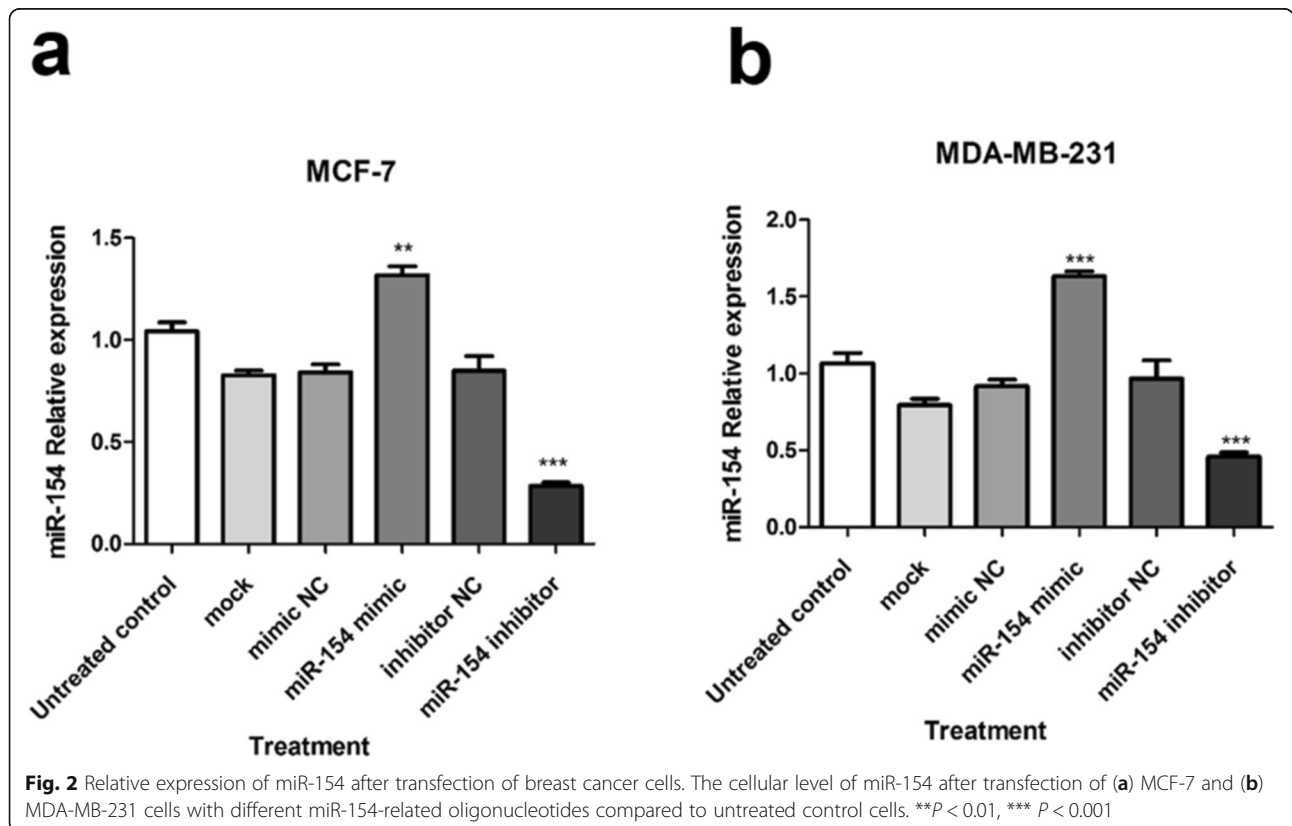 a
MCF-7
miR-154 Relative expression
1.5
1.0
0.5
0.0
**
***
Untreated control
mock
mimic NC
miR-154 mimic
inhibitor NC
miR-154 inhibitor
Treatment
b
MDA-MB-231
miR-154 Relative expression
2.0
1.5
1.0
0.5
0.0
***
***
Untreated control
mock
mimic NC
miR-154 mimic
inhibitor NC
miR-154 inhibitor
Treatment
Fig. 2 Relative expression of miR-154 after transfection of breast cancer cells. The cellular level of miR-154 after transfection of (a) MCF-7 and (b)
MDA-MB-231 cells with different miR-154-related oligonucleotides compared to untreated control cells. **P < 0.01, *** P < 0.001